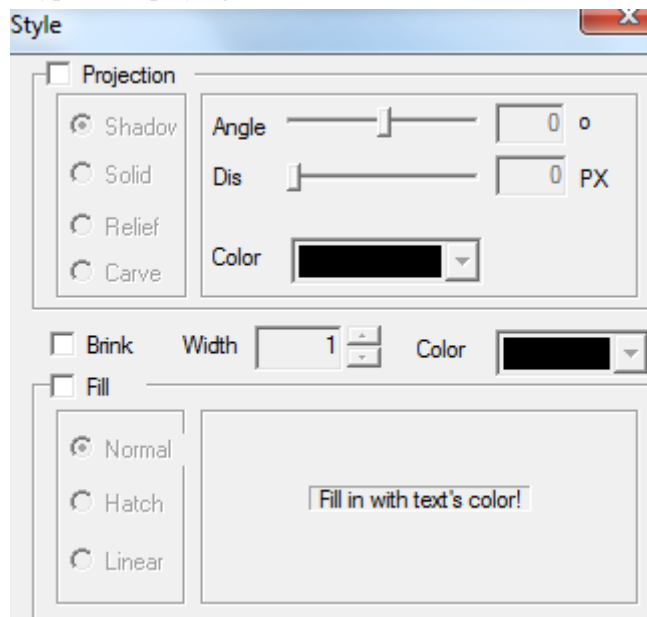 Style
Projection
Shadov
Angle 0 o
Solid
Dis 0 PX
Relief
Color
Carve
Brink Width 1 Color
Fill
Normal
Hatch
Fill in with text's color!
Linear